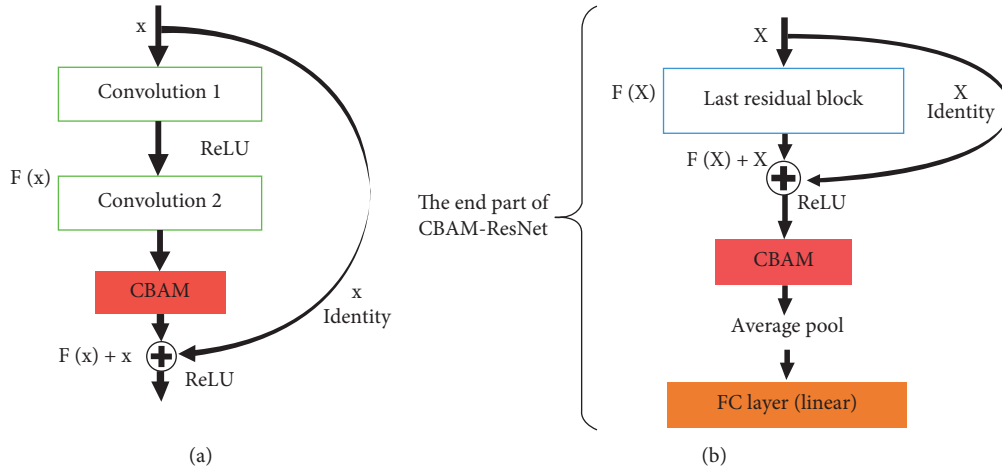 x
Convolution 1
ReLU
F (x)
Convolution 2
CBAM
x
Identity
F (x) + x
ReLU
(a)
The end part of
CBAM-ResNet
X
F (X)
Last residual block
X
Identity
F (X) + X
ReLU
CBAM
Average pool
FC layer (linear)
(b)